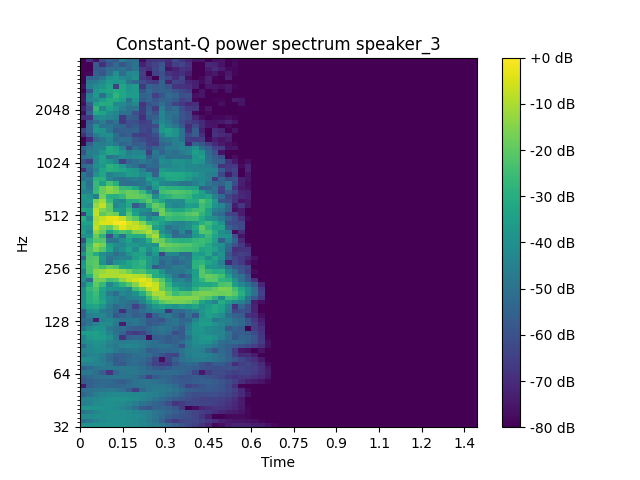 Constant-Q power spectrum speaker_3
Hz
2048
1024
512
256
128
64
32
0
0.15
0.3
0.45
0.6
0.75
0.9
1.1
1.2
1.4
Time
+0 dB
-10 dB
-20 dB
-30 dB
-40 dB
-50 dB
-60 dB
-70 dB
-80 dB